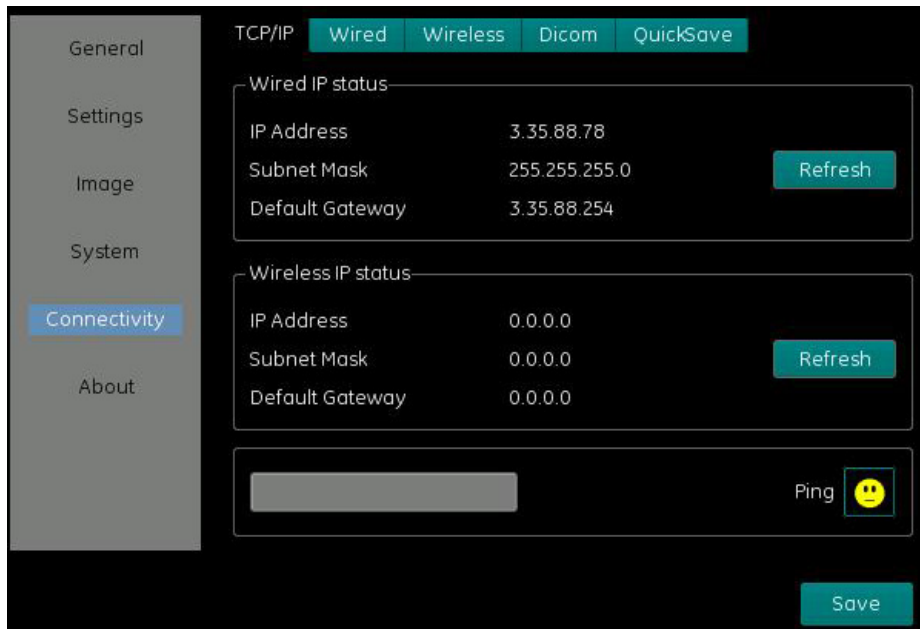 General
Settings
Image
System
Connectivity
About
TCP/IP Wired Wireless Dicom QuickSave
Wired IP status
IP Address 3.35.88.78
Subnet Mask 255.255.255.0
Default Gateway 3.35.88.254
Refresh
Wireless IP status
IP Address 0.0.0.0
Subnet Mask 0.0.0.0
Default Gateway 0.0.0.0
Refresh
Ping
Save